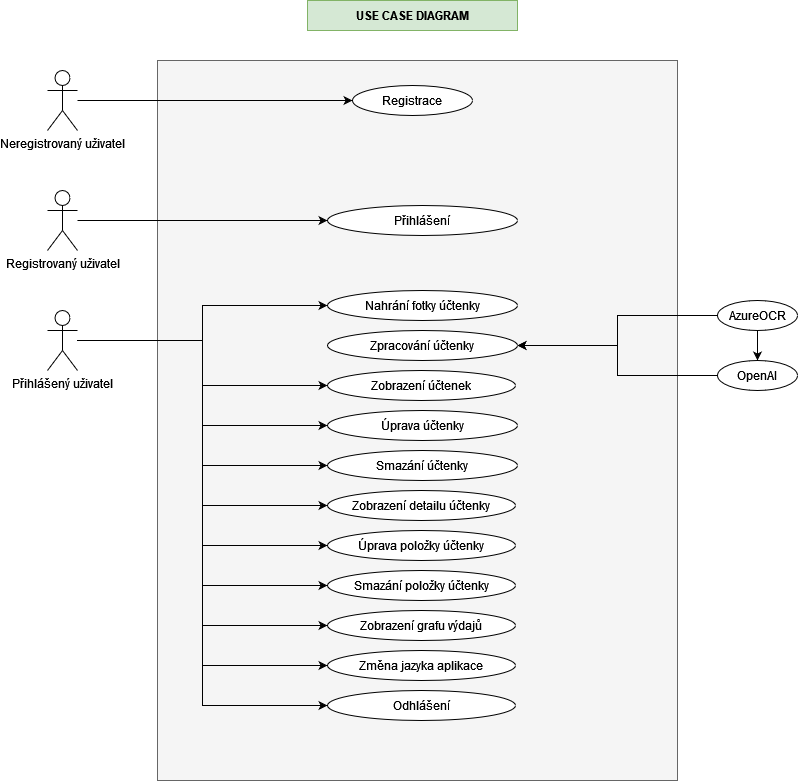 USE CASE DIAGRAM
Registrace
Neregistrovaný uživatel
Přihlášení
Registrovaný uživatel
Nahrání fotky účtenky
AzureOCR
Zpracování účtenky
Přihlášený uživatel
Zobrazení účtenek
OpenAI
Úprava účtenky
Smazání účtenky
Zobrazení detailu účtenky
Úprava položky účtenky
Smazání položky účtenky
Zobrazení grafu výdajů
Změna jazyka aplikace
Odhlášení